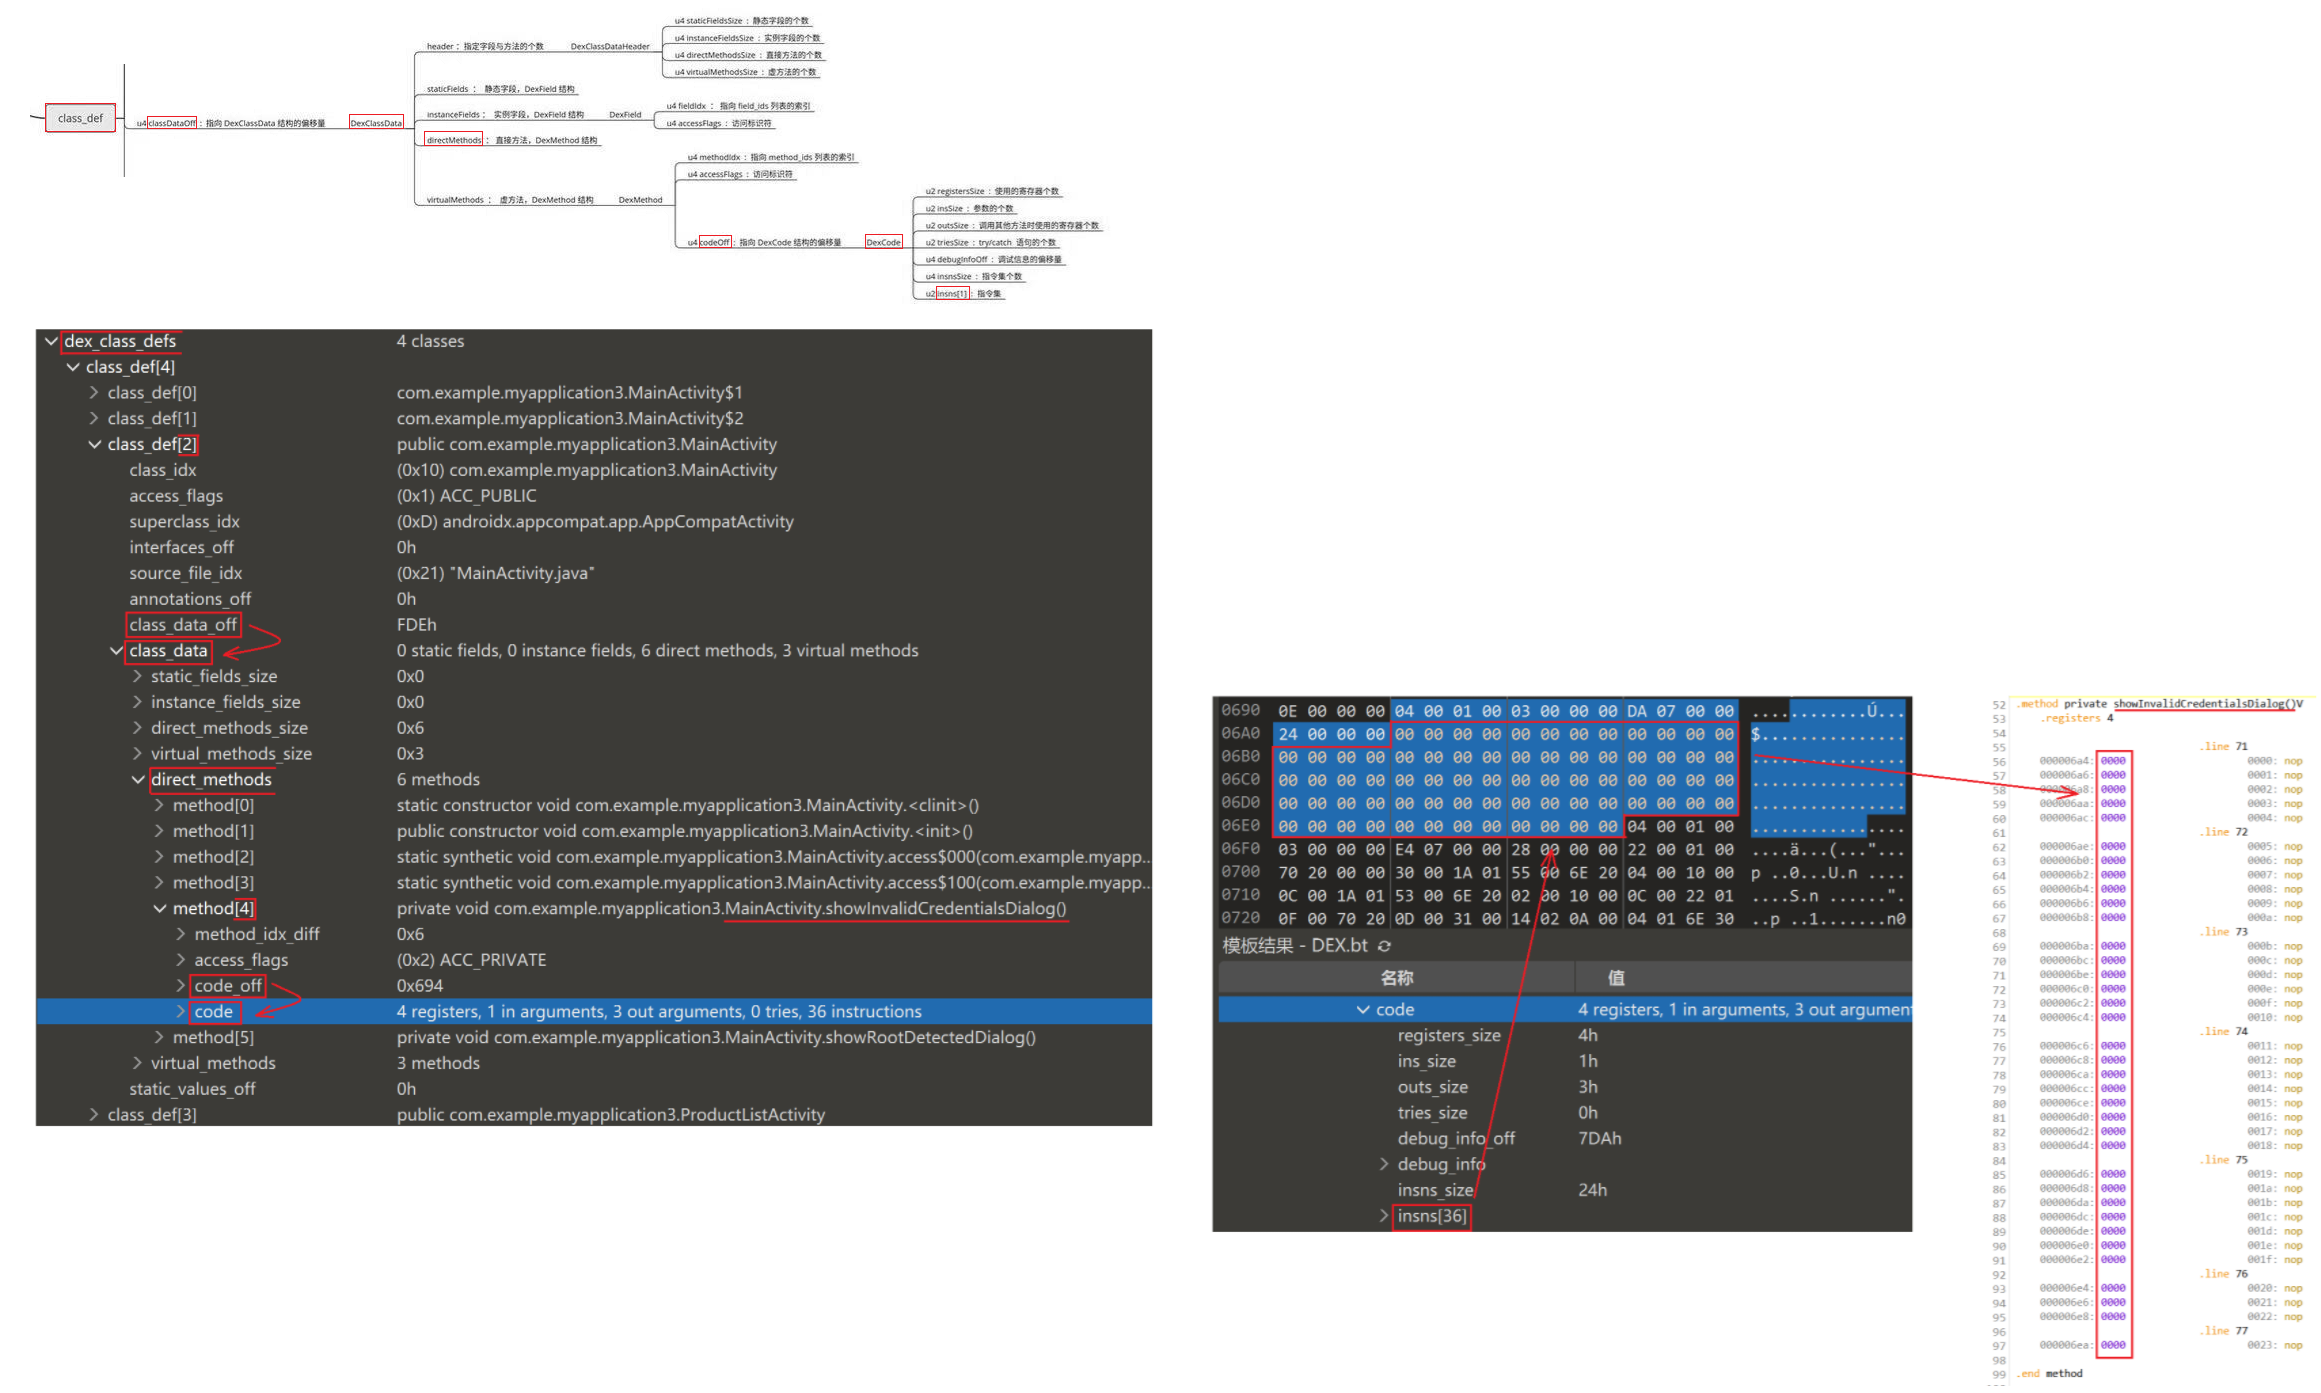 u4 staticFieldsSize : 静态字段的个数
u4 instanceFieldsSize : 实例字段的个数
header : 指定字段与方法的个数 DexClassDataHeader
u4 directMethodsSize : 直接方法的个数
u4 virtualMethodsSize : 虚方法的个数
staticFields : 静态字段，DexField 结构
u4 fieldIdx : 指向 field_ids 列表的索引
class_def
instanceFields : 实例字段，DexField 结构 DexField
u4 classDataOff : 指向 DexClassData 结构的偏移量 DexClassData
u4 accessFlags : 访问标识符
directMethods : 直接方法，DexMethod 结构
u4 methodIdx : 指向 method_ids 列表的索引
u4 accessFlags : 访问标识符
virtualMethods : 虚方法，DexMethod 结构 DexMethod
u2 registersSize : 使用的寄存器个数
u2 insSize : 参数的个数
u2 outsSize : 调用其他方法时使用的寄存器个数
u4 codeOff : 指向 DexCode 结构的偏移量 DexCode
u2 triesSize : try/catch 语句的个数
u4 debugInfoOff : 调试信息的偏移量
u4 insnsSize : 指令集个数
u2 insns[1] : 指令集
dex_class_defs 4 classes
class_def[4]
class_def[0] com.example.myapplication3.MainActivity$1
class_def[1] com.example.myapplication3.MainActivity$2
class_def[2] public com.example.myapplication3.MainActivity
class_idx (0x10) com.example.myapplication3.MainActivity
access_flags (0x1) ACC_PUBLIC
superclass_idx (0xD) androidx.appcompat.app.AppCompatActivity
interfaces_off 0h
source_file_idx (0x21) "MainActivity.java"
annotations_off 0h
class_data_off FDEh
class_data 0 static fields, 0 instance fields, 6 direct methods, 3 virtual methods
static_fields_size 0x0
instance_fields_size 0x0
direct_methods_size 0x6
virtual_methods_size 0x3
direct_methods 6 methods
method[0] static constructor void com.example.myapplication3.MainActivity.<clinit>()
method[1] public constructor void com.example.myapplication3.MainActivity.<init>()
method[2] static synthetic void com.example.myapplication3.MainActivity.access$000(com.example.myapp...
method[3] static synthetic void com.example.myapplication3.MainActivity.access$100(com.example.myapp...
method[4] private void com.example.myapplication3.MainActivity.showInvalidCredentialsDialog()
method_idx_diff 0x6
access_flags (0x2) ACC_PRIVATE
code_off 0x694
code 4 registers, 1 in arguments, 3 out arguments, 0 tries, 36 instructions
method[5] private void com.example.myapplication3.MainActivity.showRootDetectedDialog()
virtual_methods 3 methods
static_values_off 0h
class_def[3] public com.example.myapplication3.ProductListActivity
0690 0E 00 00 00 04 00 01 00 03 00 00 00 DA 07 00 00 ............Ú...
06A0 24 00 00 00 00 00 00 00 00 00 00 00 00 00 00 00 $...............
06B0 00 00 00 00 00 00 00 00 00 00 00 00 00 00 00 00 ................
06C0 00 00 00 00 00 00 00 00 00 00 00 00 00 00 00 00 ................
06D0 00 00 00 00 00 00 00 00 00 00 00 00 00 00 00 00 ................
06E0 00 00 00 00 00 00 00 00 00 00 00 00 04 00 01 00 ................
06F0 03 00 00 00 E4 07 00 00 28 00 00 00 22 00 01 00 ....ä...(..."...
0700 70 20 00 00 30 00 1A 01 55 00 6E 20 04 00 10 00 p ..0...U.n ....
0710 0C 00 1A 01 53 00 6E 20 02 00 10 00 0C 00 22 01 ....S.n ......".
0720 0F 00 70 20 0D 00 31 00 14 02 0A 00 04 01 6E 30 ..p ..1.......n0
模板结果 - DEX.bt
名称 值
code 4 registers, 1 in arguments, 3 out argumen
registers_size 4h
ins_size 1h
outs_size 3h
tries_size 0h
debug_info_off 7DAh
debug_info
insns_size 24h
insns[36]
52 .method private showInvalidCredentialsDialog()V
53 .registers 4
54
55 .line 71
56 000006a4: 0000 0000: nop
57 000006a6: 0000 0001: nop
58 000006a8: 0000 0002: nop
59 000006aa: 0000 0003: nop
60 000006ac: 0000 0004: nop
61 .line 72
62 000006ae: 0000 0005: nop
63 000006b0: 0000 0006: nop
64 000006b2: 0000 0007: nop
65 000006b4: 0000 0008: nop
66 000006b6: 0000 0009: nop
67 000006b8: 0000 000a: nop
68 .line 73
69 000006ba: 0000 000b: nop
70 000006bc: 0000 000c: nop
71 000006be: 0000 000d: nop
72 000006c0: 0000 000e: nop
73 000006c2: 0000 000f: nop
74 000006c4: 0000 0010: nop
75 .line 74
76 000006c6: 0000 0011: nop
77 000006c8: 0000 0012: nop
78 000006ca: 0000 0013: nop
79 000006cc: 0000 0014: nop
80 000006ce: 0000 0015: nop
81 000006d0: 0000 0016: nop
82 000006d2: 0000 0017: nop
83 000006d4: 0000 0018: nop
84 .line 75
85 000006d6: 0000 0019: nop
86 000006d8: 0000 001a: nop
87 000006da: 0000 001b: nop
88 000006dc: 0000 001c: nop
89 000006de: 0000 001d: nop
90 000006e0: 0000 001e: nop
91 000006e2: 0000 001f: nop
92 .line 76
93 000006e4: 0000 0020: nop
94 000006e6: 0000 0021: nop
95 000006e8: 0000 0022: nop
96 .line 77
97 000006ea: 0000 0023: nop
98
99 .end method